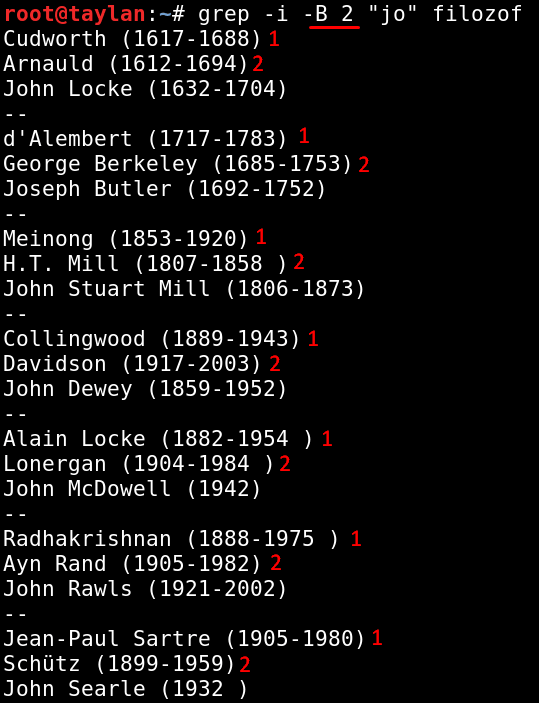 root@taylan:~# grep -i -B 2 "jo" filozof
Cudworth (1617-1688) 1
Arnauld (1612-1694) 2
John Locke (1632-1704)
--
d'Alembert (1717-1783) 1
George Berkeley (1685-1753) 2
Joseph Butler (1692-1752)
--
Meinong (1853-1920) 1
H.T. Mill (1807-1858 ) 2
John Stuart Mill (1806-1873)
--
Collingwood (1889-1943) 1
Davidson (1917-2003) 2
John Dewey (1859-1952)
--
Alain Locke (1882-1954 ) 1
Lonergan (1904-1984 ) 2
John McDowell (1942)
--
Radhakrishnan (1888-1975 ) 1
Ayn Rand (1905-1982) 2
John Rawls (1921-2002)
--
Jean-Paul Sartre (1905-1980) 1
Schütz (1899-1959) 2
John Searle (1932 )